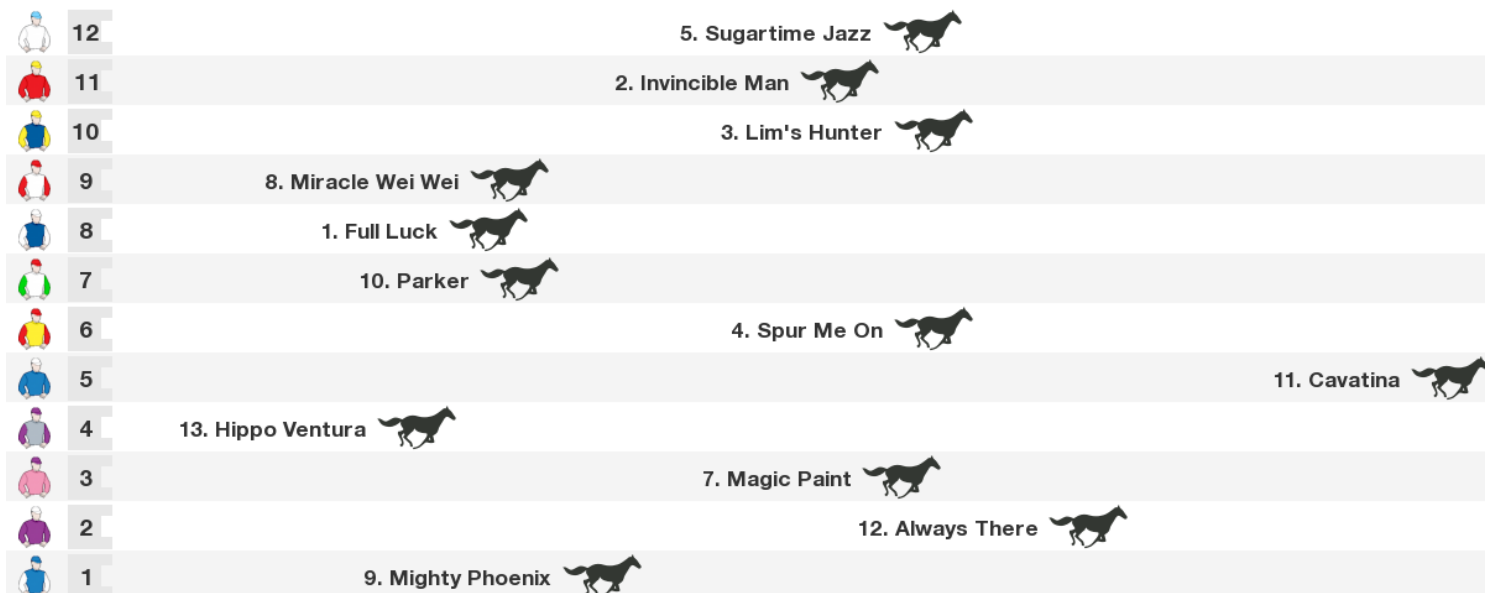 12 5. Sugartime Jazz
11 2. Invincible Man
10 3. Lim's Hunter
9 8. Miracle Wei Wei
8 1. Full Luck
7 10. Parker
6 4. Spur Me On
5 11. Cavatina
4 13. Hippo Ventura
3 7. Magic Paint
2 12. Always There
1 9. Mighty Phoenix